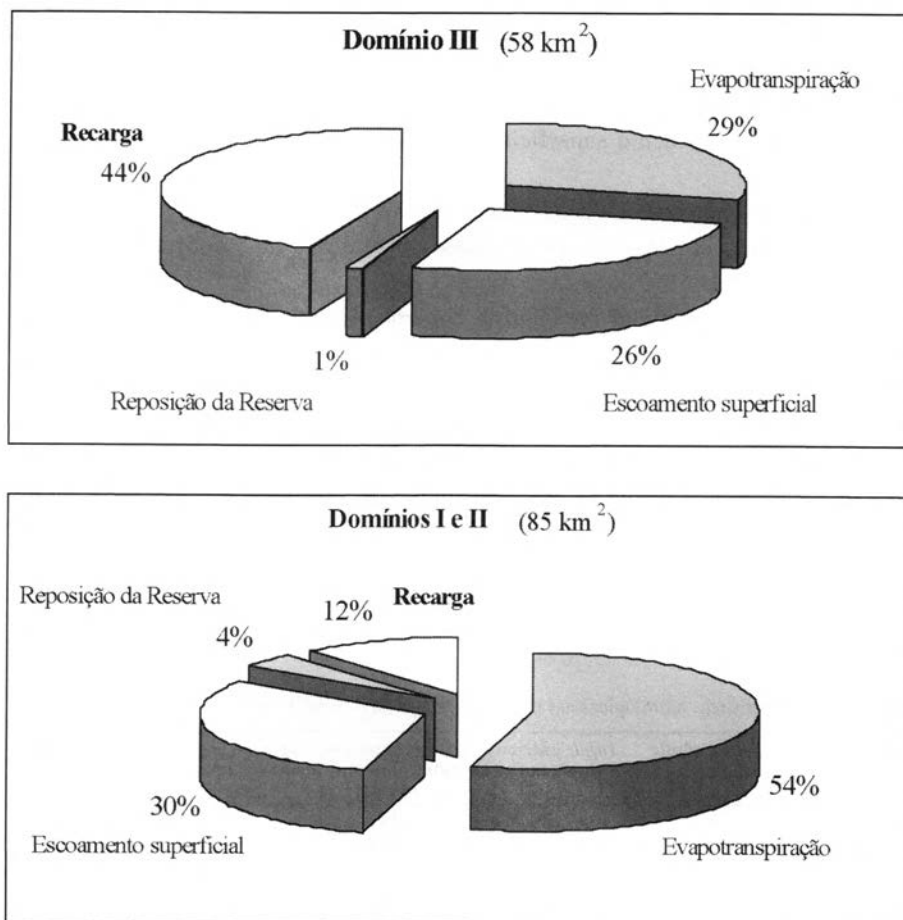 Domínio III (58 km²)
Evapotranspiração
29%
Recarga
44%
1%
26%
Reposição da Reserva
Escoamento superficial
Domínios I e II (85 km²)
Reposição da Reserva
12%
Recarga
4%
54%
30%
Escoamento superficial
Evapotranspiração